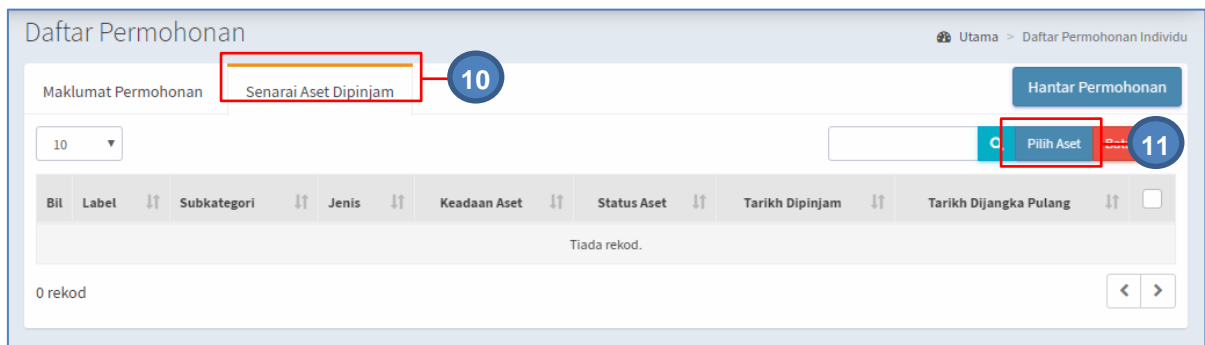 Daftar Permohonan
Utama > Daftar Permohonan Individu
Maklumat Permohonan
Senarai Aset Dipinjam
10
Hantar Permohonan
10
Pilih Aset
11
Bil Label Subkategori Jenis Keadaan Aset Status Aset Tarikh Dipinjam Tarikh Dijangka Pulang
Tiada rekod.
0 rekod